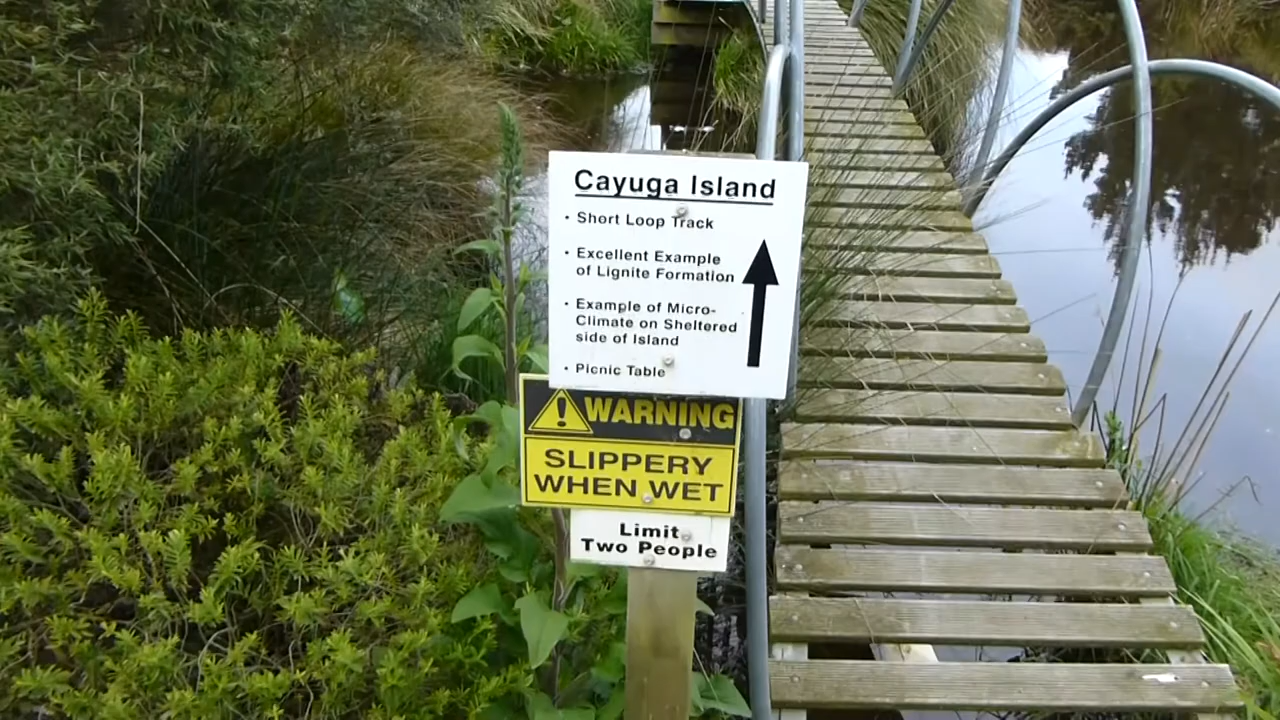 Cayuga Island
• Short Loop Track
• Excellent Example
of Lignite Formation
• Example of Micro-
Climate on Sheltered
side of Island
• Picnic Table
WARNING
SLIPPERY
WHEN WET
Limit
Two People